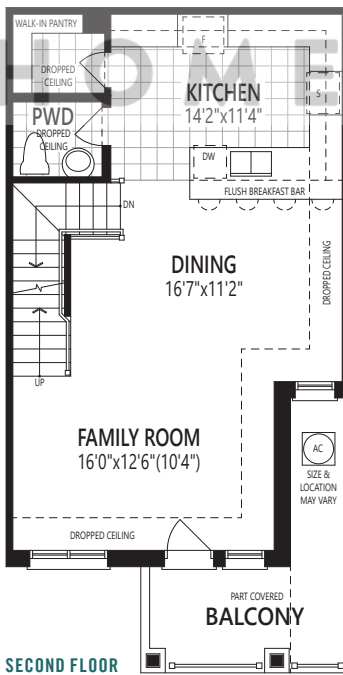 WALK-IN PANTRY
F
HOME
DROPPED
CEILING
KITCHEN
14'2"x11'4"
S
PWD
DROPPED
CEILING
DW
FLUSH BREAKFAST BAR
DN
DINING
16'7"x11'2"
DROPPED CEILING
UP
FAMILY ROOM
16'0"x12'6"(10'4")
AC
SIZE &
LOCATION
MAY VARY
DROPPED CEILING
PART COVERED
BALCONY
SECOND FLOOR